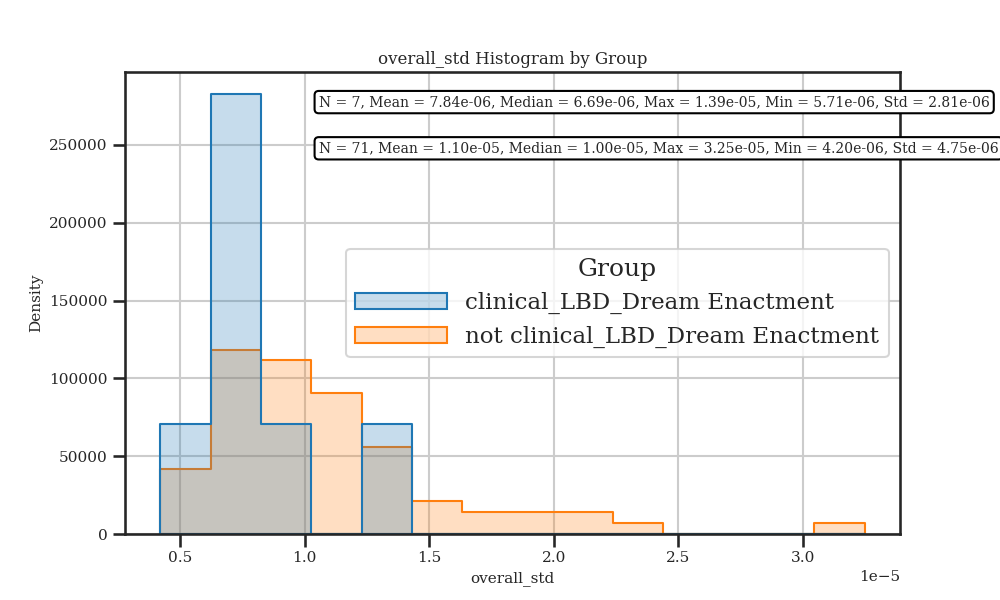 overall_std Histogram by Group
N = 7, Mean = 7.84e-06, Median = 6.69e-06, Max = 1.39e-05, Min = 5.71e-06, Std = 2.81e-06
N = 71, Mean = 1.10e-05, Median = 1.00e-05, Max = 3.25e-05, Min = 4.20e-06, Std = 4.75e-06
Group
clinical_LBD_Dream Enactment
not clinical_LBD_Dream Enactment
Density
250000
200000
150000
100000
50000
0
0.5 1.0 1.5 2.0 2.5 3.0
1e−5
overall_std